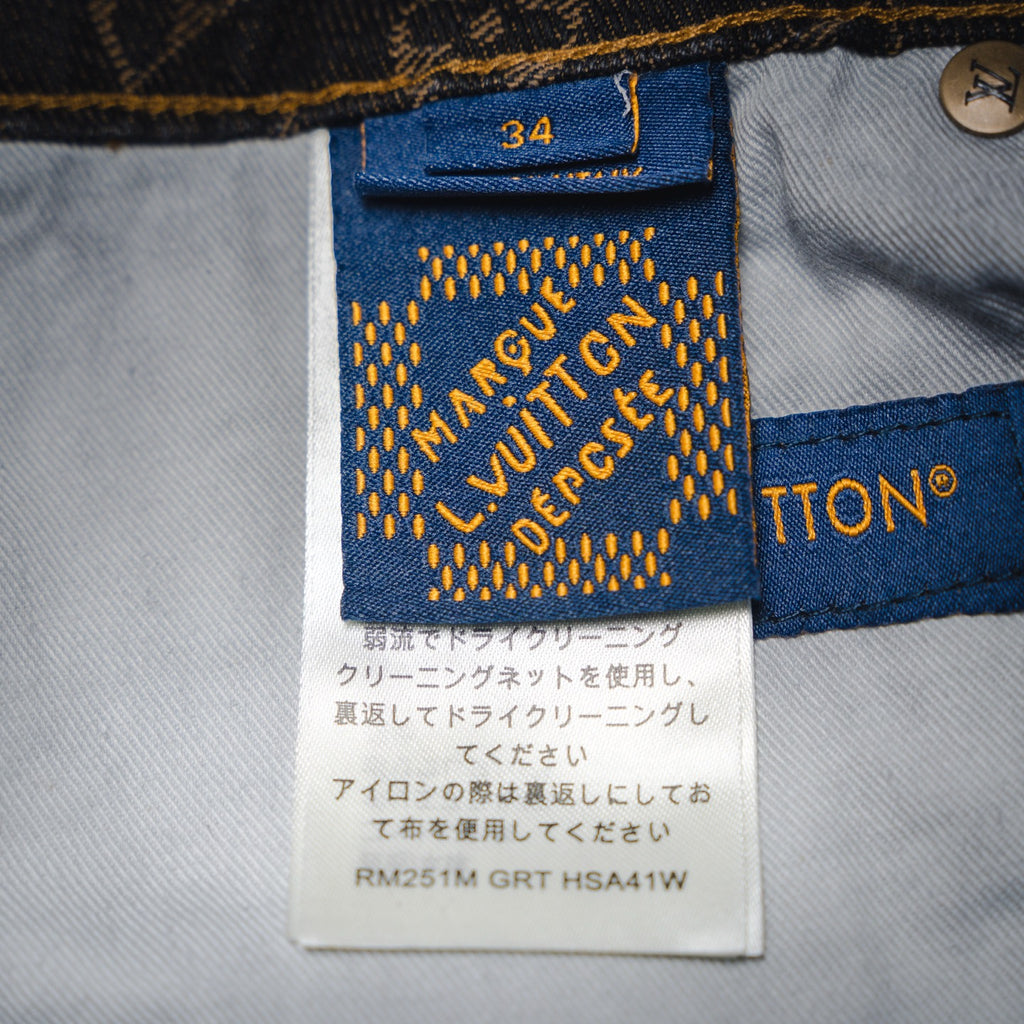 34
MARQUE
L.VUITTON
DÉPOSÉE
TTON®
弱流でドライクリーニング
クリーニングネットを使用し、
裏返してドライクリーニングし
てください
アイロンの際は裏返しにしてお
て布を便用してください
RM251M GRT HSA41W